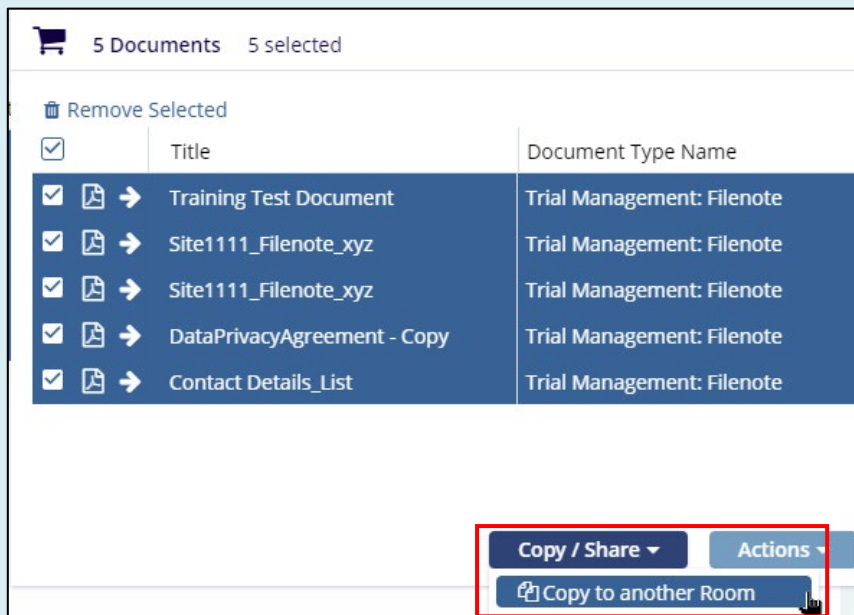 5 Documents 5 selected
Remove Selected
Title Document Type Name
Training Test Document Trial Management: Filenote
Site1111_Filenote_xyz Trial Management: Filenote
Site1111_Filenote_xyz Trial Management: Filenote
DataPrivacyAgreement - Copy Trial Management: Filenote
Contact Details_List Trial Management: Filenote
Copy / Share Actions
Copy to another Room